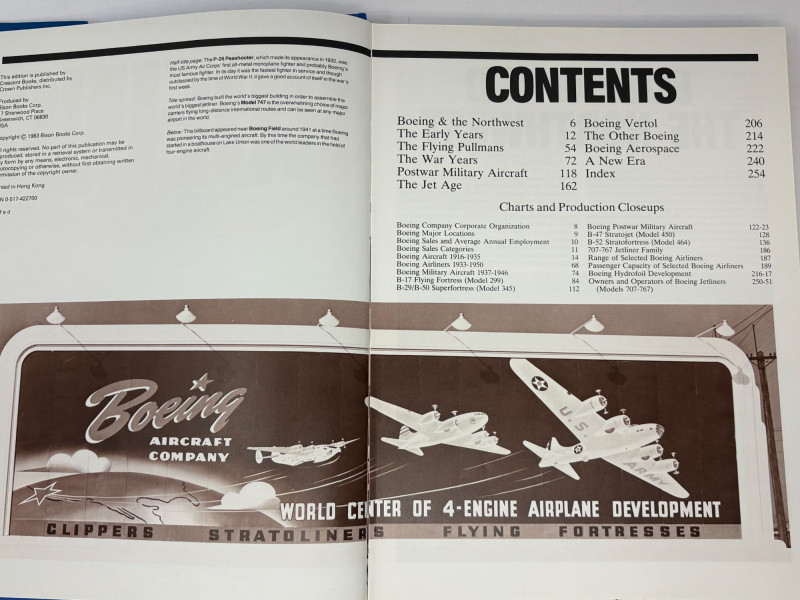 This edition is published by
Crescent Books, distributed by
Crown Publishers Inc.
Produced by
Bison Books Corp.
17 Sherwood Place
Greenwich, CT 06830
USA
Copyright © 1983 Bison Books Corp.
All rights reserved. No part of this publication may be
reproduced, stored in a retrieval system or transmitted in
any form by any means, electronic, mechanical,
photocopying or otherwise, without first obtaining written
permission of the copyright owner.
Printed in Hong Kong
N 0-517-422700
f e d
Half-title page: The P-26 Peashooter, which made its appearance in 1932, was
the US Army Air Corps' first all-metal monoplane fighter and probably Boeing's
most famous fighter. In its day it was the fastest fighter in service and though
outclassed by the time of World War II, it gave a good account of itself in the war's
first week.
Title spread: Boeing built the world's biggest building in order to assemble the
world's biggest jetliner. Boeing's Model 747 is the overwhelming choice of major
carriers flying long-distance international routes and can be seen at any major
airport in the world.
Below: This billboard appeared near Boeing Field around 1941 at a time Boeing
was pioneering its multi-engined aircraft. By this time the company that had
started in a boathouse on Lake Union was one of the world leaders in the field of
four-engine aircraft.
CONTENTS
Boeing & the Northwest 6
The Early Years 12
The Flying Pullmans 54
The War Years 72
Postwar Military Aircraft 118
The Jet Age 162
Boeing Vertol 206
The Other Boeing 214
Boeing Aerospace 222
A New Era 240
Index 254
Charts and Production Closeups
Boeing Company Corporate Organization 8
Boeing Major Locations 9
Boeing Sales and Average Annual Employment 10
Boeing Sales Categories 11
Boeing Aircraft 1916-1935 14
Boeing Airliners 1933-1950 68
Boeing Military Aircraft 1937-1946 74
B-17 Flying Fortress (Model 299) 84
B-29/B-50 Superfortress (Model 345) 112
Boeing Postwar Military Aircraft 122-23
B-47 Stratojet (Model 450) 128
B-52 Stratofortress (Model 464) 136
707-767 Jetliner Family 186
Range of Selected Boeing Airliners 187
Passenger Capacity of Selected Boeing Airliners 189
Boeing Hydrofoil Development 216-17
Owners and Operators of Boeing Jetliners 250-51
(Models 707-767)
Boeing
AIRCRAFT
COMPANY
U.S.
ARMY
WORLD CENTER OF 4-ENGINE AIRPLANE DEVELOPMENT
CLIPPERS STRATOLINERS FLYING FORTRESSES